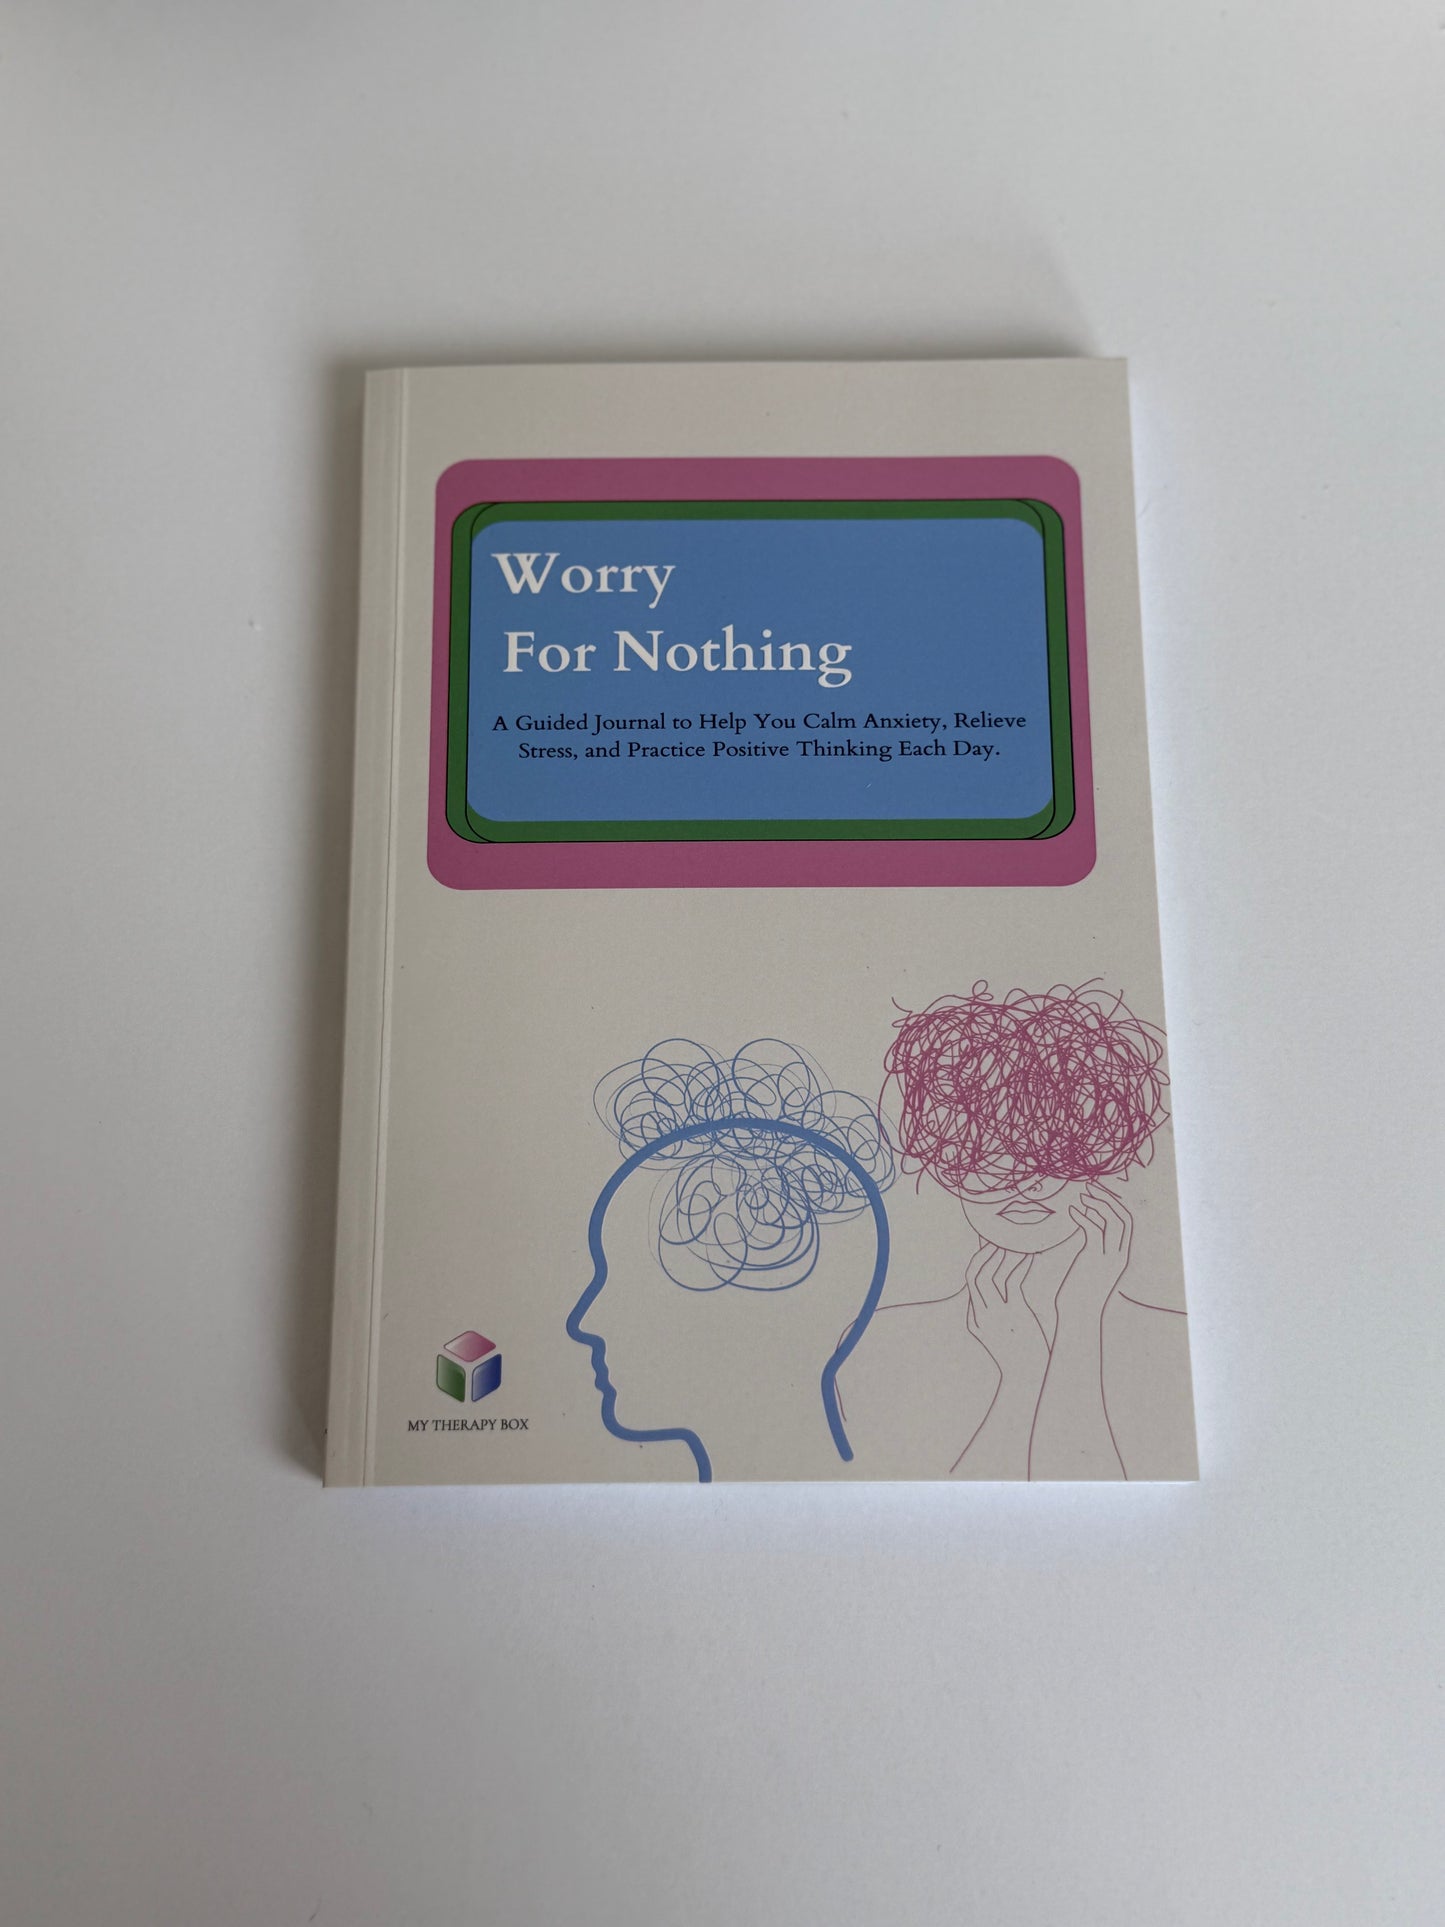 Worry
For Nothing
A Guided Journal to Help You Calm Anxiety, Relieve
Stress, and Practice Positive Thinking Each Day.
MY THERAPY BOX